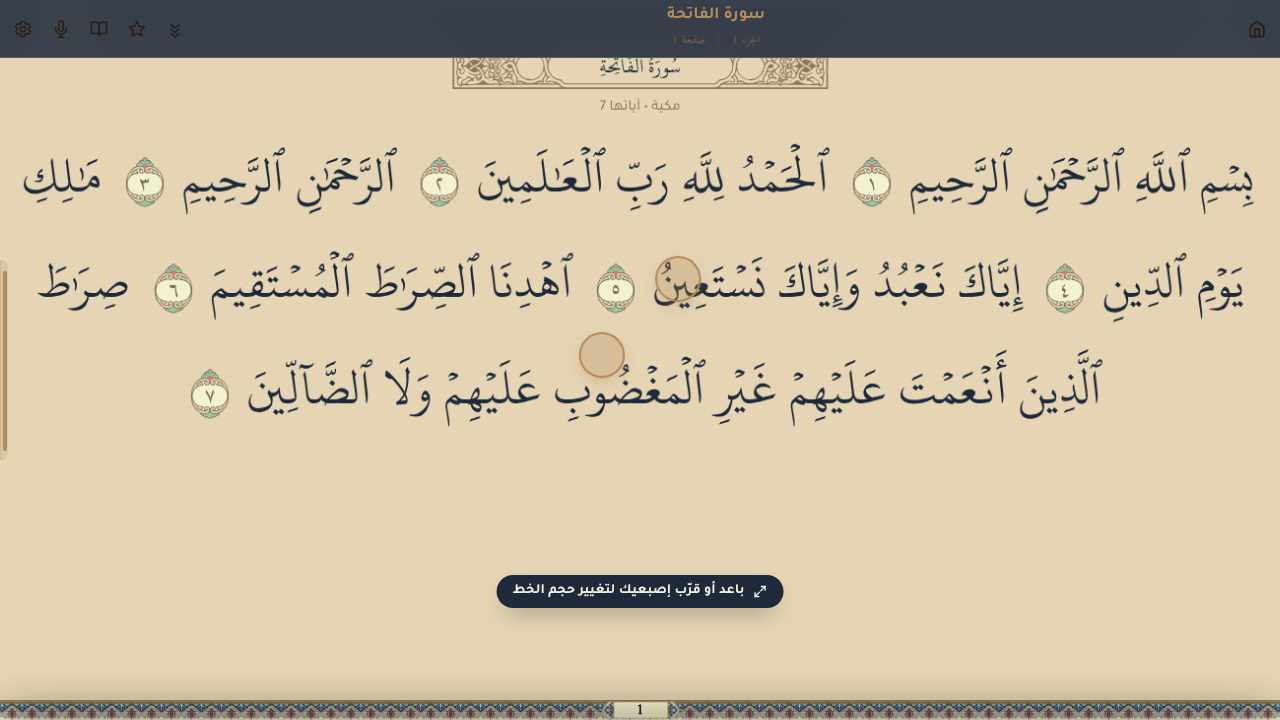 سورة الفاتحة
الجزء 1 | صفحة 1
سُورَةُ الفَاتِحَةِ
مكية • آياتها 7
بِسۡمِ ٱللَّهِ ٱلرَّحۡمَٰنِ ٱلرَّحِيمِ ١ ٱلۡحَمۡدُ لِلَّهِ رَبِّ ٱلۡعَٰلَمِينَ ٢ ٱلرَّحۡمَٰنِ ٱلرَّحِيمِ ٣ مَٰلِكِ
يَوۡمِ ٱلدِّينِ ٤ إِيَّاكَ نَعۡبُدُ وَإِيَّاكَ نَسۡتَعِينُ ٥ ٱهۡدِنَا ٱلصِّرَٰطَ ٱلۡمُسۡتَقِيمَ ٦ صِرَٰطَ
ٱلَّذِينَ أَنۡعَمۡتَ عَلَيۡهِمۡ غَيۡرِ ٱلۡمَغۡضُوبِ عَلَيۡهِمۡ وَلَا ٱلضَّآلِّينَ ٧
باعد أو قرّب إصبعيك لتغيير حجم الخط
1